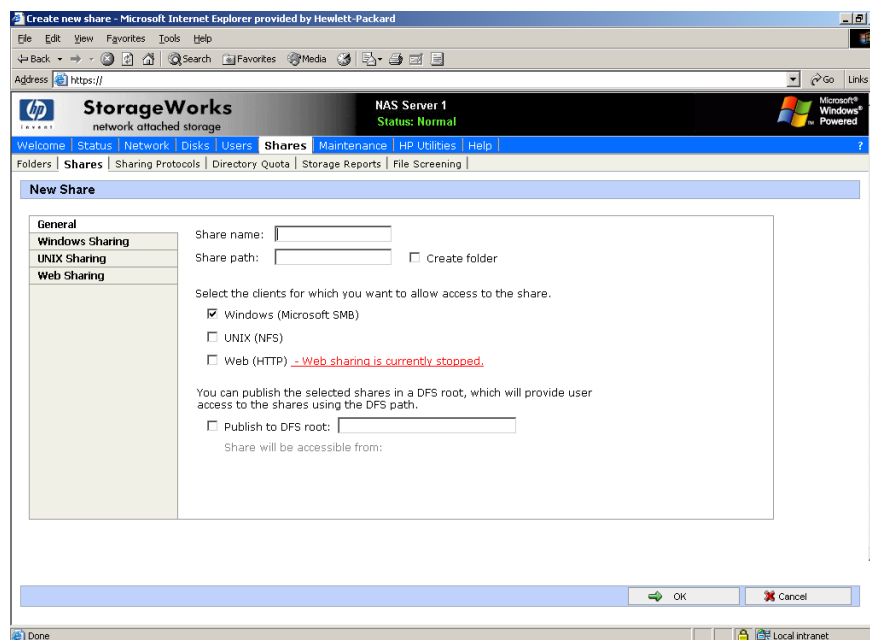 Create new share - Microsoft Internet Explorer provided by Hewlett-Packard
File Edit View Favorites Tools Help
Back Search Favorites Media
Address https:// Go Links
hp invent StorageWorks NAS Server 1 Microsoft® Windows® Powered
network attached storage Status: Normal
Welcome Status Network Disks Users Shares Maintenance HP Utilities Help ?
Folders Shares Sharing Protocols Directory Quota Storage Reports File Screening
New Share
General
Windows Sharing
UNIX Sharing
Web Sharing
Share name:
Share path: Create folder
Select the clients for which you want to allow access to the share.
Windows (Microsoft SMB)
UNIX (NFS)
Web (HTTP) - Web sharing is currently stopped.
You can publish the selected shares in a DFS root, which will provide user
access to the shares using the DFS path.
Publish to DFS root:
Share will be accessible from:
OK Cancel
Done Local intranet